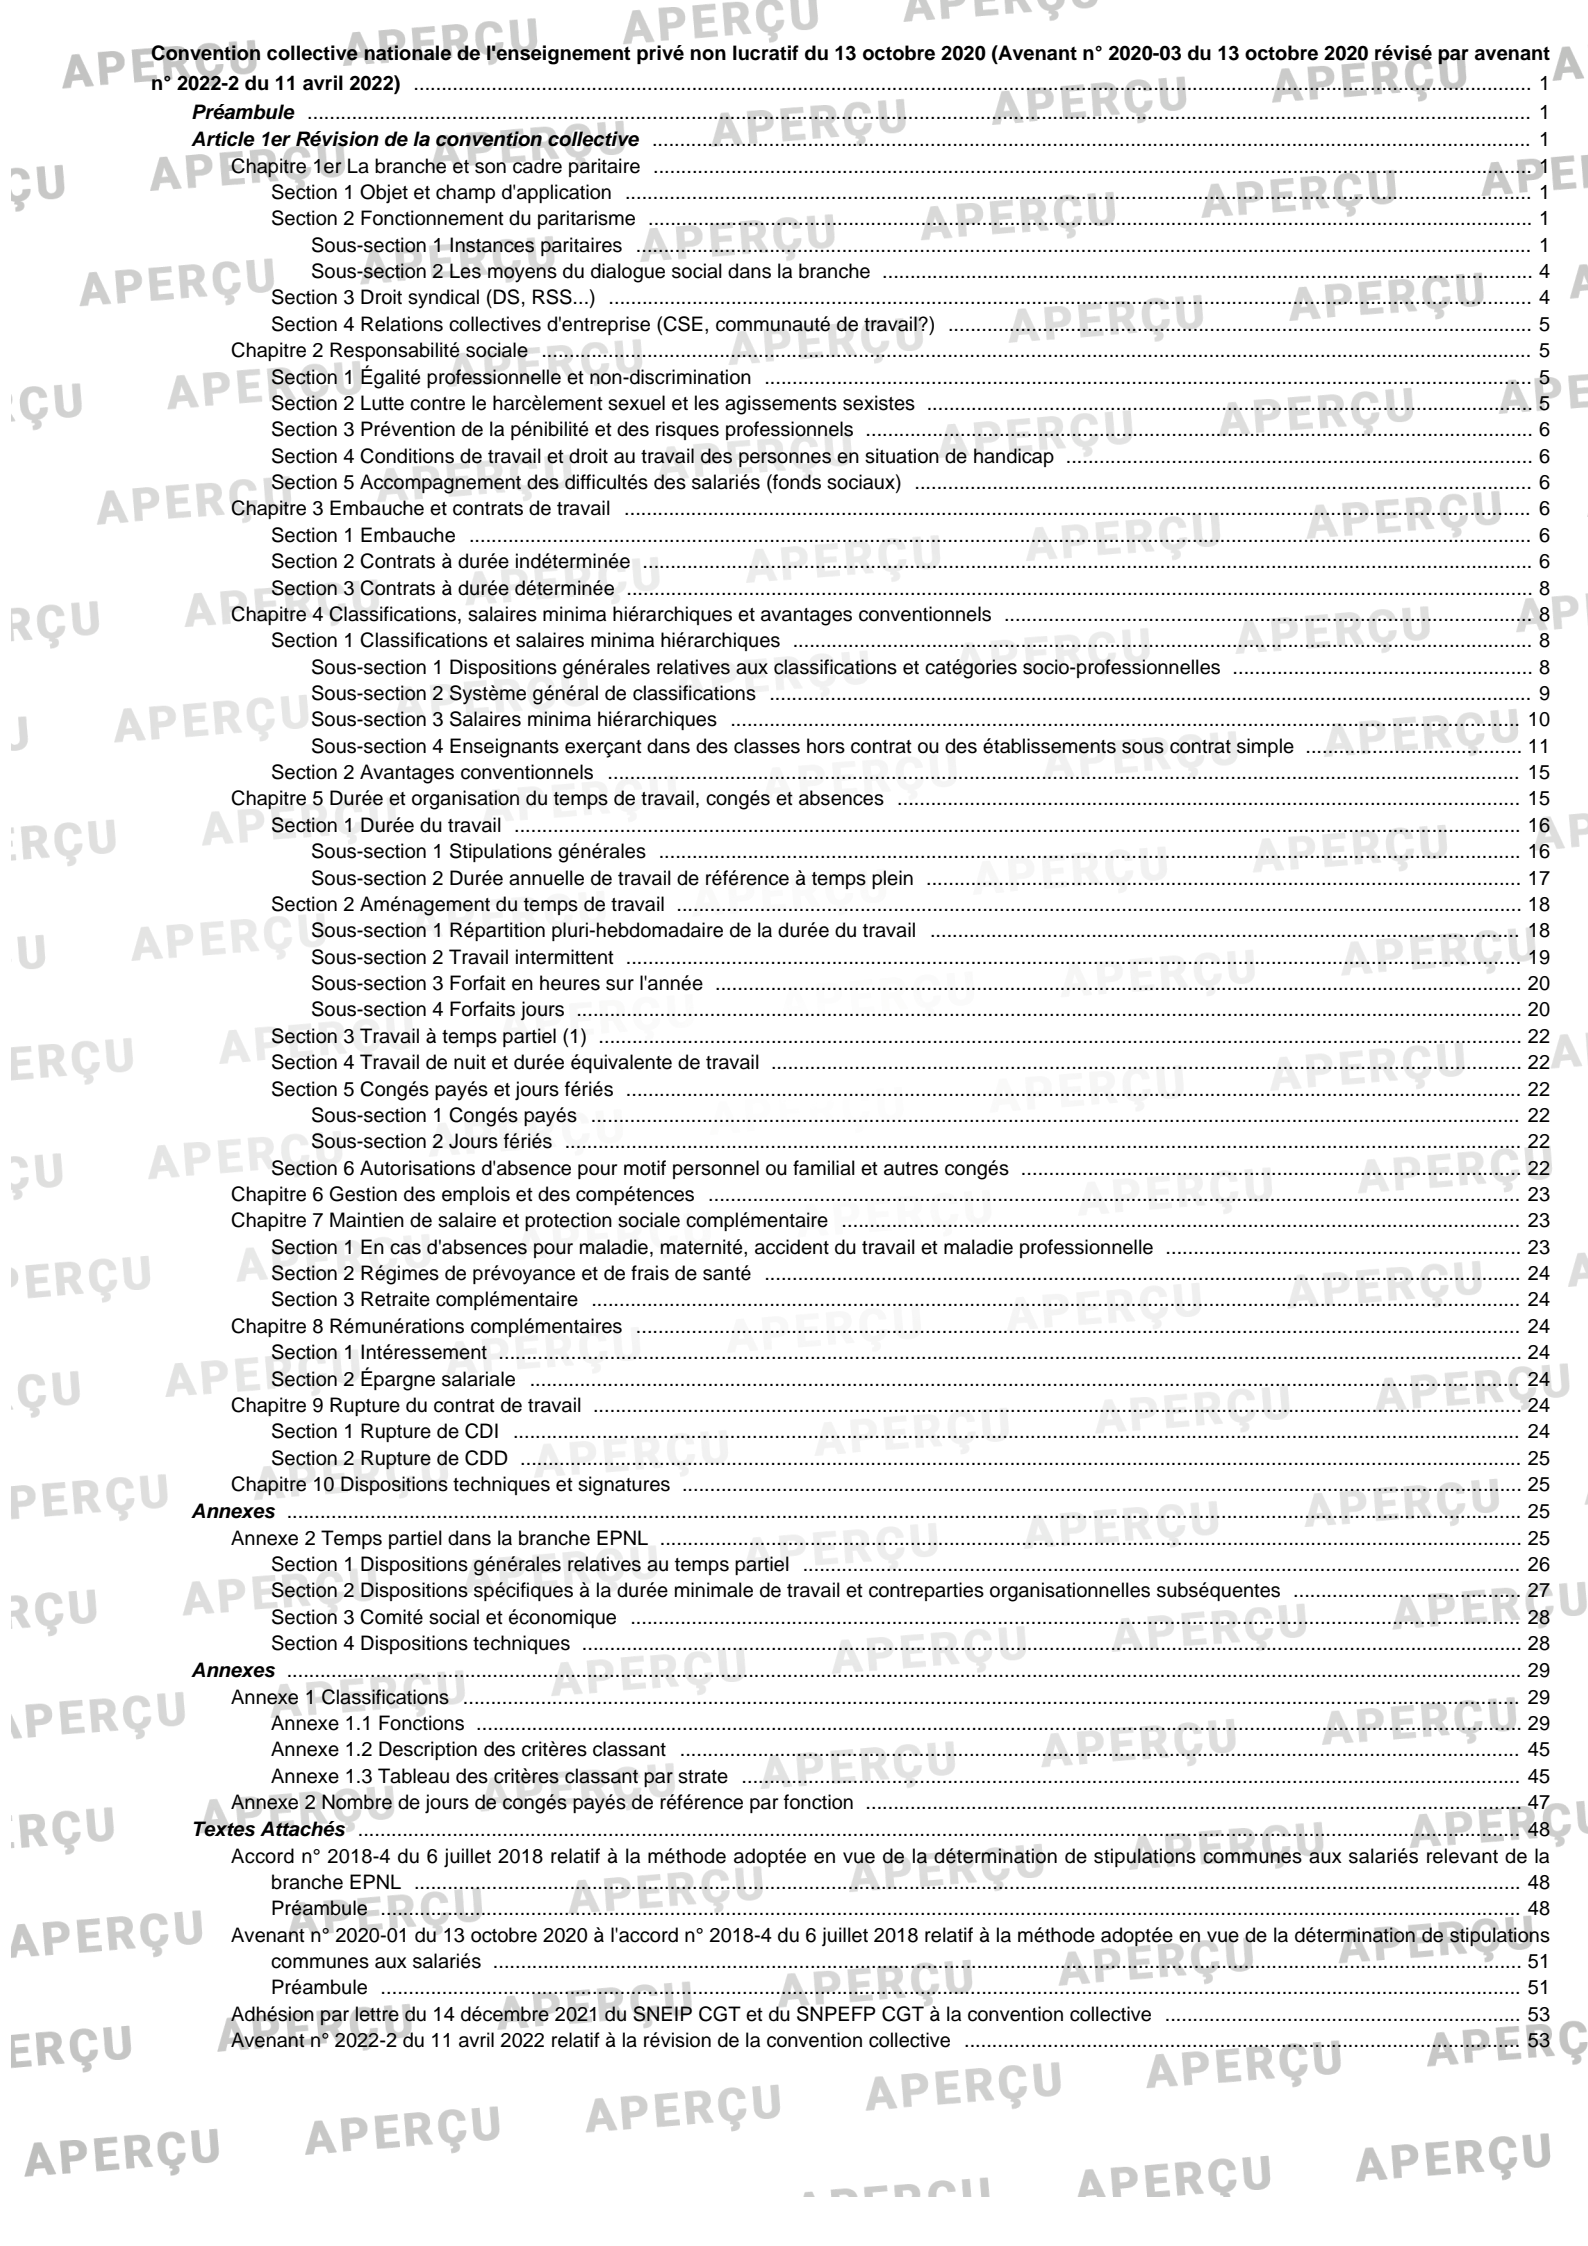 Convention collective nationale de l'enseignement privé non lucratif du 13 octobre 2020 (Avenant n° 2020-03 du 13 octobre 2020 révisé par avenant
n° 2022-2 du 11 avril 2022) 1
Préambule 1
Article 1er Révision de la convention collective 1
Chapitre 1er La branche et son cadre paritaire 1
Section 1 Objet et champ d'application 1
Section 2 Fonctionnement du paritarisme 1
Sous-section 1 Instances paritaires 1
Sous-section 2 Les moyens du dialogue social dans la branche 4
Section 3 Droit syndical (DS, RSS...) 4
Section 4 Relations collectives d'entreprise (CSE, communauté de travail?) 5
Chapitre 2 Responsabilité sociale 5
Section 1 Égalité professionnelle et non-discrimination 5
Section 2 Lutte contre le harcèlement sexuel et les agissements sexistes 5
Section 3 Prévention de la pénibilité et des risques professionnels 6
Section 4 Conditions de travail et droit au travail des personnes en situation de handicap 6
Section 5 Accompagnement des difficultés des salariés (fonds sociaux) 6
Chapitre 3 Embauche et contrats de travail 6
Section 1 Embauche 6
Section 2 Contrats à durée indéterminée 6
Section 3 Contrats à durée déterminée 8
Chapitre 4 Classifications, salaires minima hiérarchiques et avantages conventionnels 8
Section 1 Classifications et salaires minima hiérarchiques 8
Sous-section 1 Dispositions générales relatives aux classifications et catégories socio-professionnelles 8
Sous-section 2 Système général de classifications 9
Sous-section 3 Salaires minima hiérarchiques 10
Sous-section 4 Enseignants exerçant dans des classes hors contrat ou des établissements sous contrat simple 11
Section 2 Avantages conventionnels 15
Chapitre 5 Durée et organisation du temps de travail, congés et absences 15
Section 1 Durée du travail 16
Sous-section 1 Stipulations générales 16
Sous-section 2 Durée annuelle de travail de référence à temps plein 17
Section 2 Aménagement du temps de travail 18
Sous-section 1 Répartition pluri-hebdomadaire de la durée du travail 18
Sous-section 2 Travail intermittent 19
Sous-section 3 Forfait en heures sur l'année 20
Sous-section 4 Forfaits jours 20
Section 3 Travail à temps partiel (1) 22
Section 4 Travail de nuit et durée équivalente de travail 22
Section 5 Congés payés et jours fériés 22
Sous-section 1 Congés payés 22
Sous-section 2 Jours fériés 22
Section 6 Autorisations d'absence pour motif personnel ou familial et autres congés 22
Chapitre 6 Gestion des emplois et des compétences 23
Chapitre 7 Maintien de salaire et protection sociale complémentaire 23
Section 1 En cas d'absences pour maladie, maternité, accident du travail et maladie professionnelle 23
Section 2 Régimes de prévoyance et de frais de santé 24
Section 3 Retraite complémentaire 24
Chapitre 8 Rémunérations complémentaires 24
Section 1 Intéressement 24
Section 2 Épargne salariale 24
Chapitre 9 Rupture du contrat de travail 24
Section 1 Rupture de CDI 24
Section 2 Rupture de CDD 25
Chapitre 10 Dispositions techniques et signatures 25
Annexes 25
Annexe 2 Temps partiel dans la branche EPNL 25
Section 1 Dispositions générales relatives au temps partiel 26
Section 2 Dispositions spécifiques à la durée minimale de travail et contreparties organisationnelles subséquentes 27
Section 3 Comité social et économique 28
Section 4 Dispositions techniques 28
Annexes 29
Annexe 1 Classifications 29
Annexe 1.1 Fonctions 29
Annexe 1.2 Description des critères classant 45
Annexe 1.3 Tableau des critères classant par strate 45
Annexe 2 Nombre de jours de congés payés de référence par fonction 47
Textes Attachés 48
Accord n° 2018-4 du 6 juillet 2018 relatif à la méthode adoptée en vue de la détermination de stipulations communes aux salariés relevant de la
branche EPNL 48
Préambule 48
Avenant n° 2020-01 du 13 octobre 2020 à l'accord n° 2018-4 du 6 juillet 2018 relatif à la méthode adoptée en vue de la détermination de stipulations
communes aux salariés 51
Préambule 51
Adhésion par lettre du 14 décembre 2021 du SNEIP CGT et du SNPEFP CGT à la convention collective 53
Avenant n° 2022-2 du 11 avril 2022 relatif à la révision de la convention collective 53
APERÇU